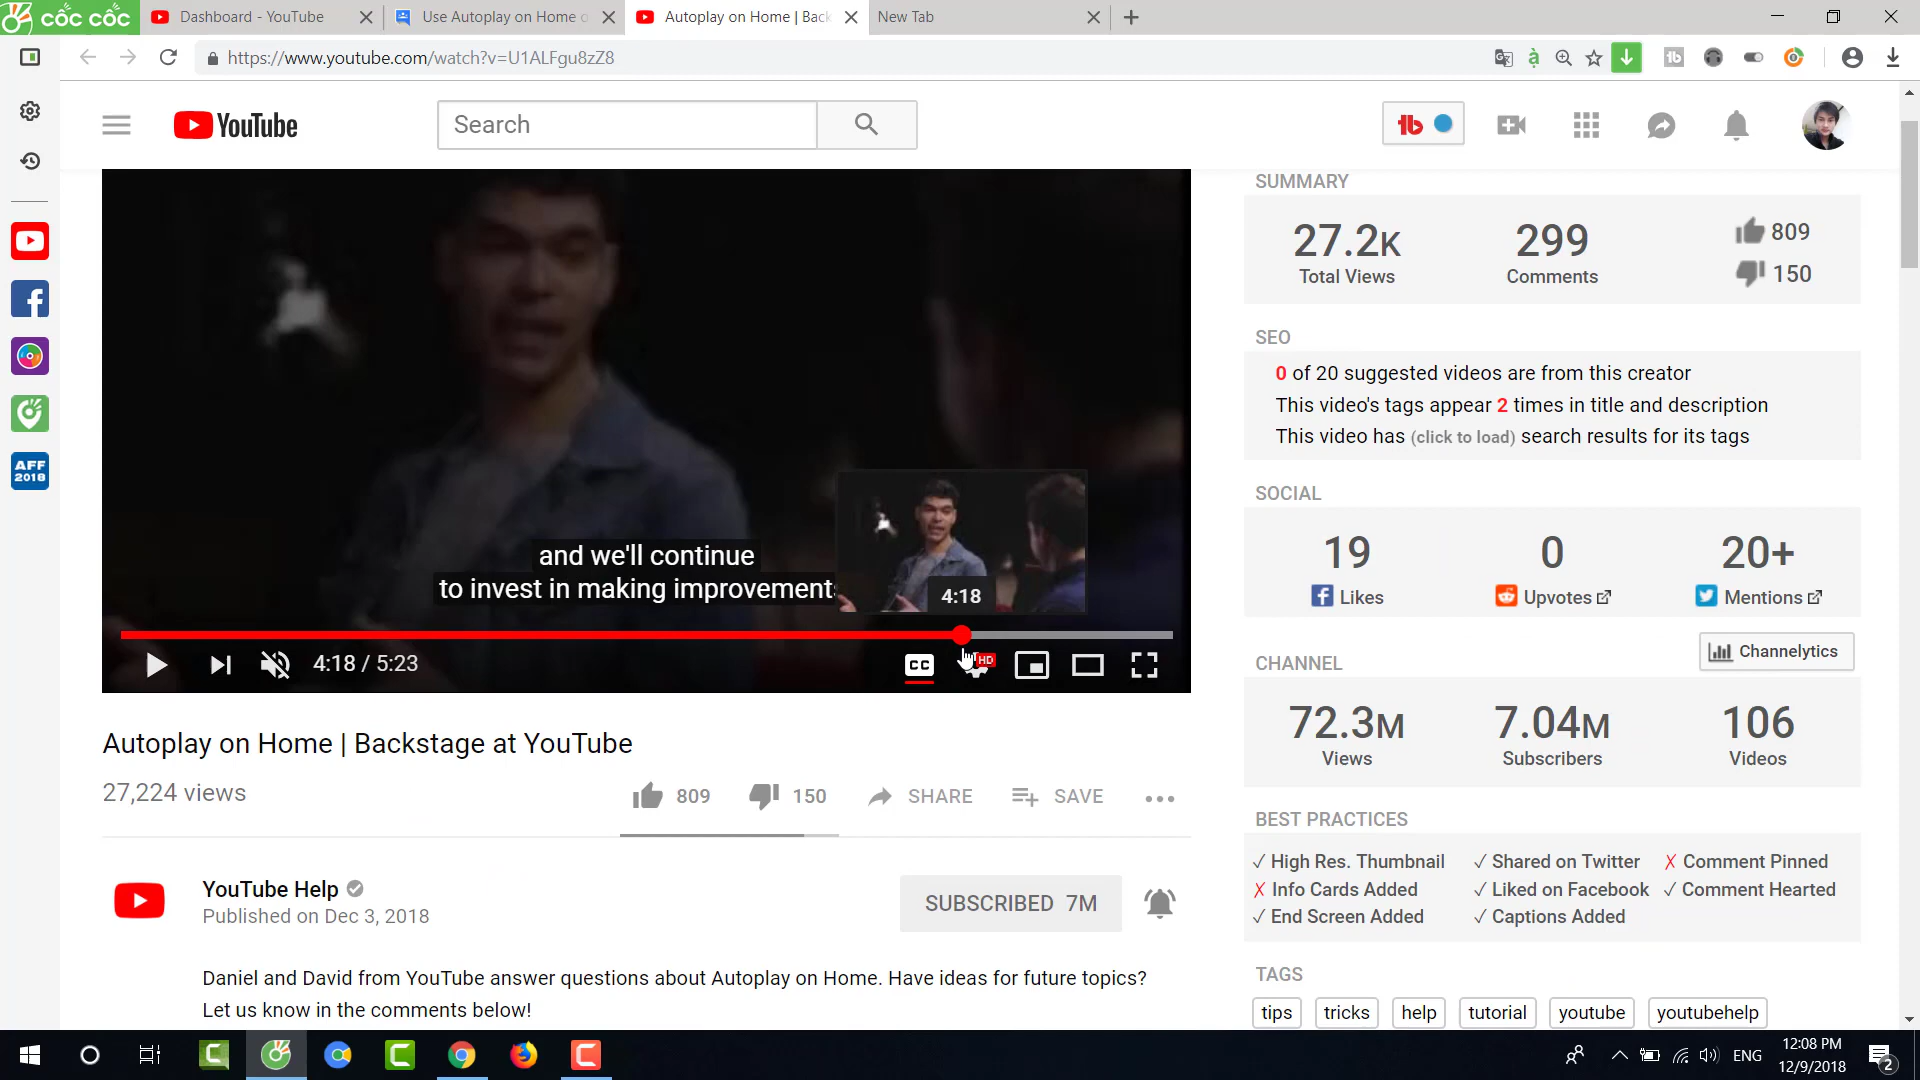 cốc cốc
Dashboard - YouTube
Use Autoplay on Home o
Autoplay on Home | Back
New Tab
https://www.youtube.com/watch?v=U1ALFgu8zZ8
YouTube
Search
tb
SUMMARY
27.2K
Total Views
299
Comments
809
150
SEO
0 of 20 suggested videos are from this creator
This video's tags appear 2 times in title and description
This video has (click to load) search results for its tags
SOCIAL
19
Likes
0
Upvotes
20+
Mentions
AFF
2018
and we'll continue
to invest in making improvements
4:18
4:18 / 5:23
CC
HD
Channelytics
CHANNEL
72.3M
Views
7.04M
Subscribers
106
Videos
Autoplay on Home | Backstage at YouTube
27,224 views
809
150
SHARE
SAVE
BEST PRACTICES
✓ High Res. Thumbnail
✓ Shared on Twitter
✗ Comment Pinned
✗ Info Cards Added
✓ Liked on Facebook
✓ Comment Hearted
✓ End Screen Added
✓ Captions Added
YouTube Help
Published on Dec 3, 2018
SUBSCRIBED 7M
Daniel and David from YouTube answer questions about Autoplay on Home. Have ideas for future topics?
Let us know in the comments below!
TAGS
tips
tricks
help
tutorial
youtube
youtubehelp
ENG
12:08 PM
12/9/2018
2